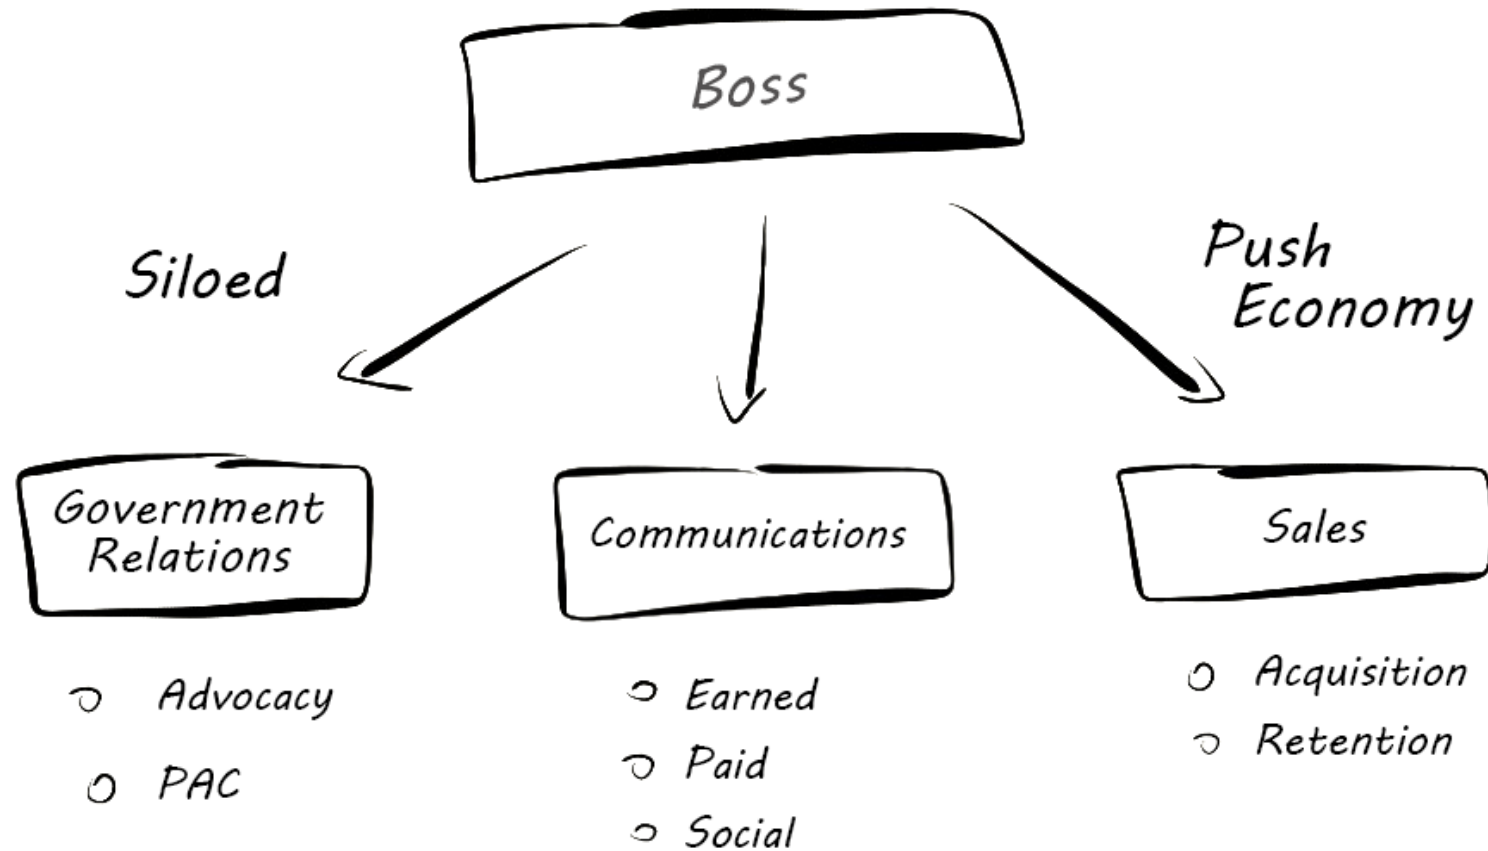 Boss
Siloed
Push
Economy
Government
Relations
Communications
Sales
Advocacy
PAC
Earned
Paid
Social
Acquisition
Retention